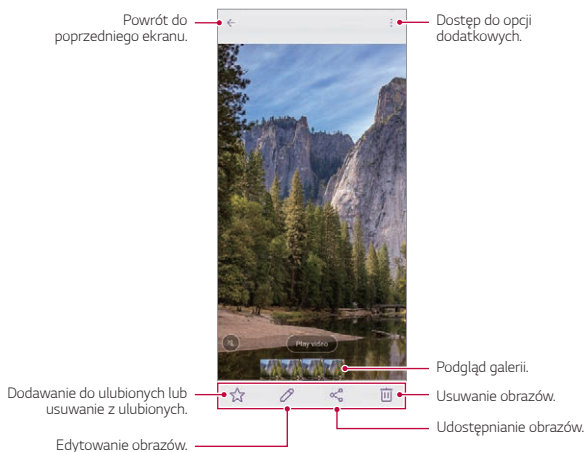 Powrót do
poprzedniego ekranu.
Dostęp do opcji
dodatkowych.
Play video
Podgląd galerii.
Dodawanie do ulubionych lub
usuwanie z ulubionych.
Usuwanie obrazów.
Udostępnianie obrazów.
Edytowanie obrazów.